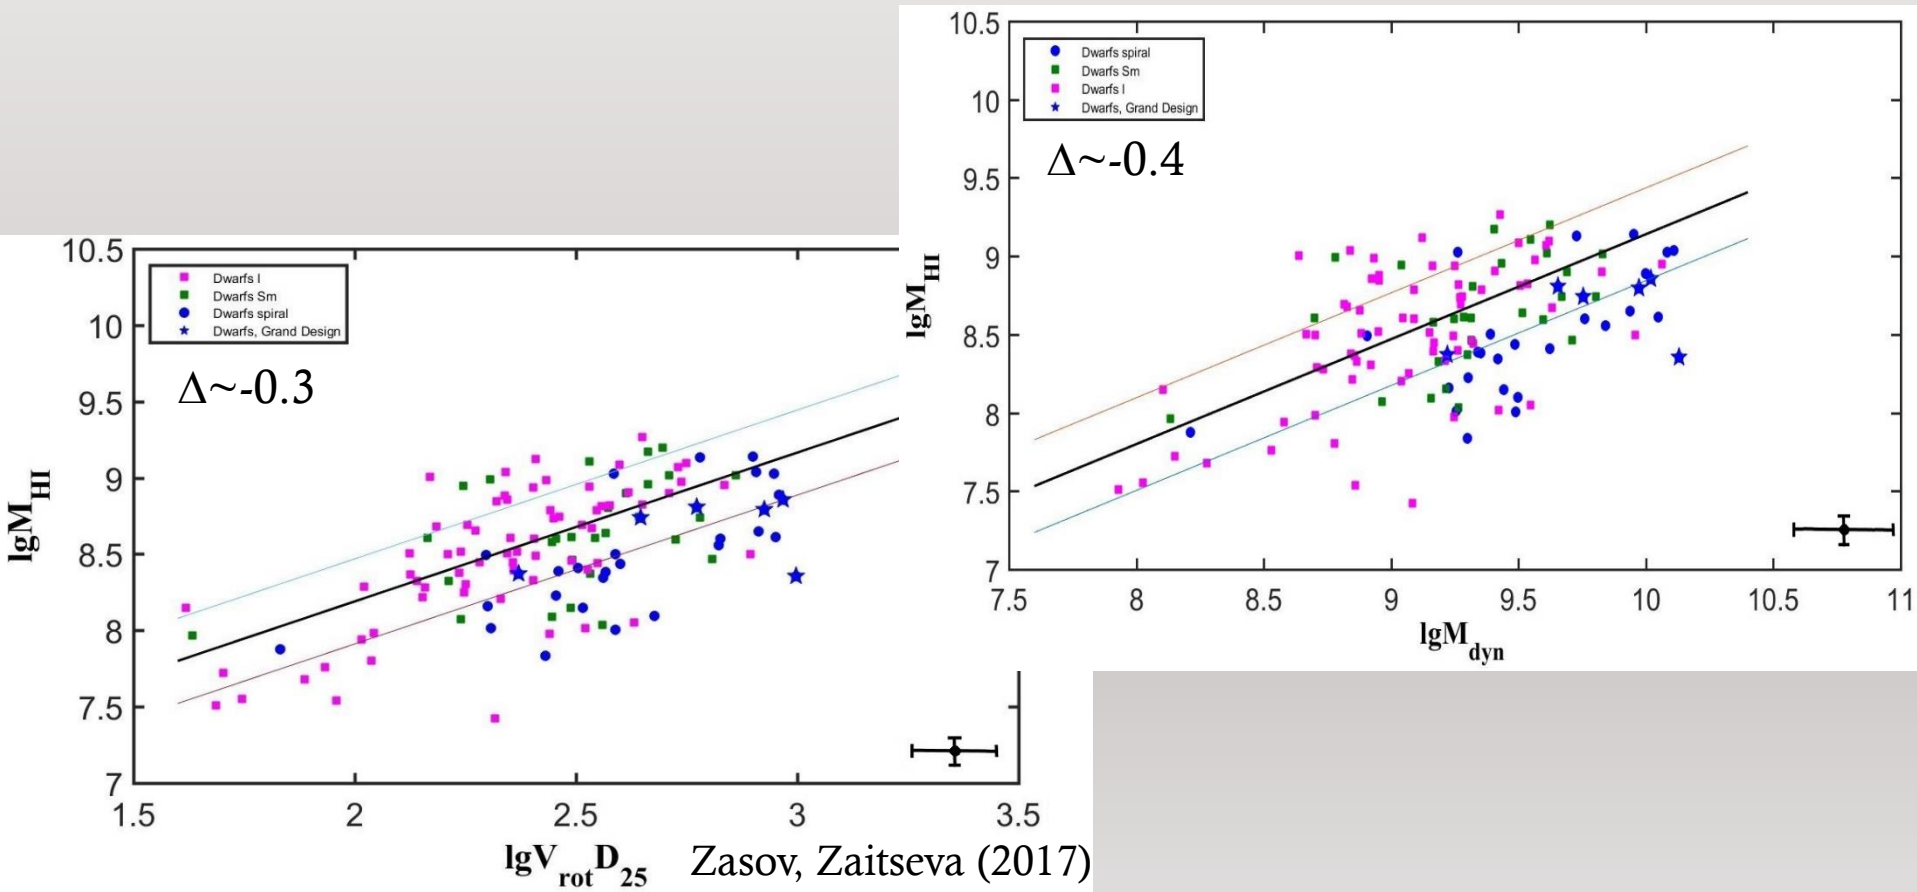 10.5
10
9.5
9
8.5
8
7.5
7
1.5
2
2.5
3
3.5
lgM_HI
lgV_rot D_25
Dwarfs I
Dwarfs Sm
Dwarfs spiral
Dwarfs, Grand Design
Δ~-0.3
10.5
10
9.5
9
8.5
8
7.5
7
7.5
8
8.5
9
9.5
10
10.5
11
lgM_HI
lgM_dyn
Dwarfs spiral
Dwarfs Sm
Dwarfs I
Dwarfs, Grand Design
Δ~-0.4
Zasov, Zaitseva (2017)